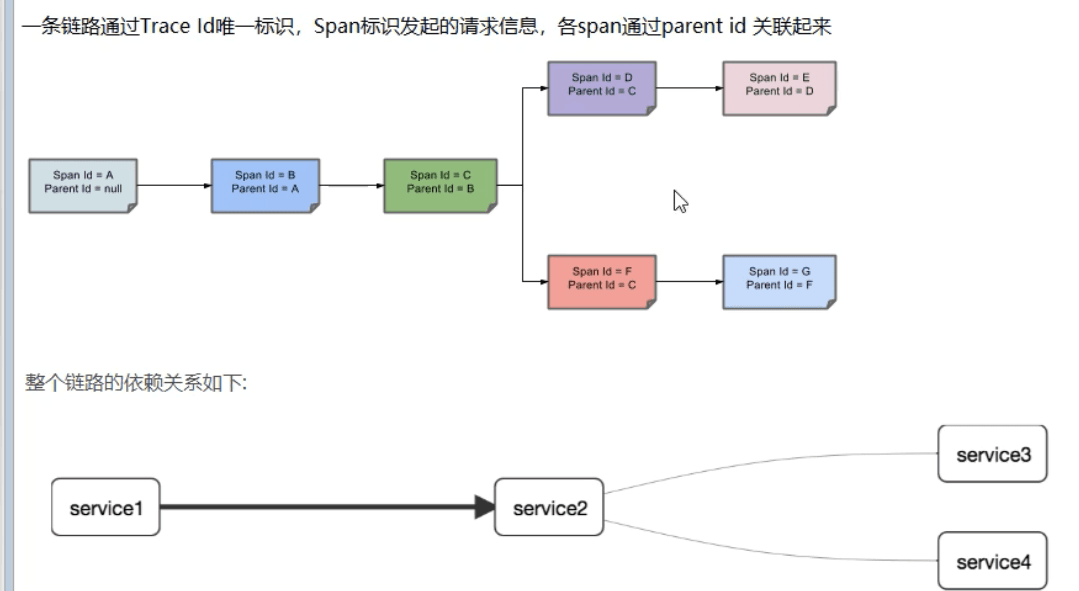 一条链路通过Trace Id唯一标识，Span标识发起的请求信息，各span通过parent id 关联起来
Span Id = D
Parent Id = C
Span Id = E
Parent Id = D
Span Id = A
Parent Id = null
Span Id = B
Parent Id = A
Span Id = C
Parent Id = B
Span Id = F
Parent Id = C
Span Id = G
Parent Id = F
整个链路的依赖关系如下:
service3
service1
service2
service4